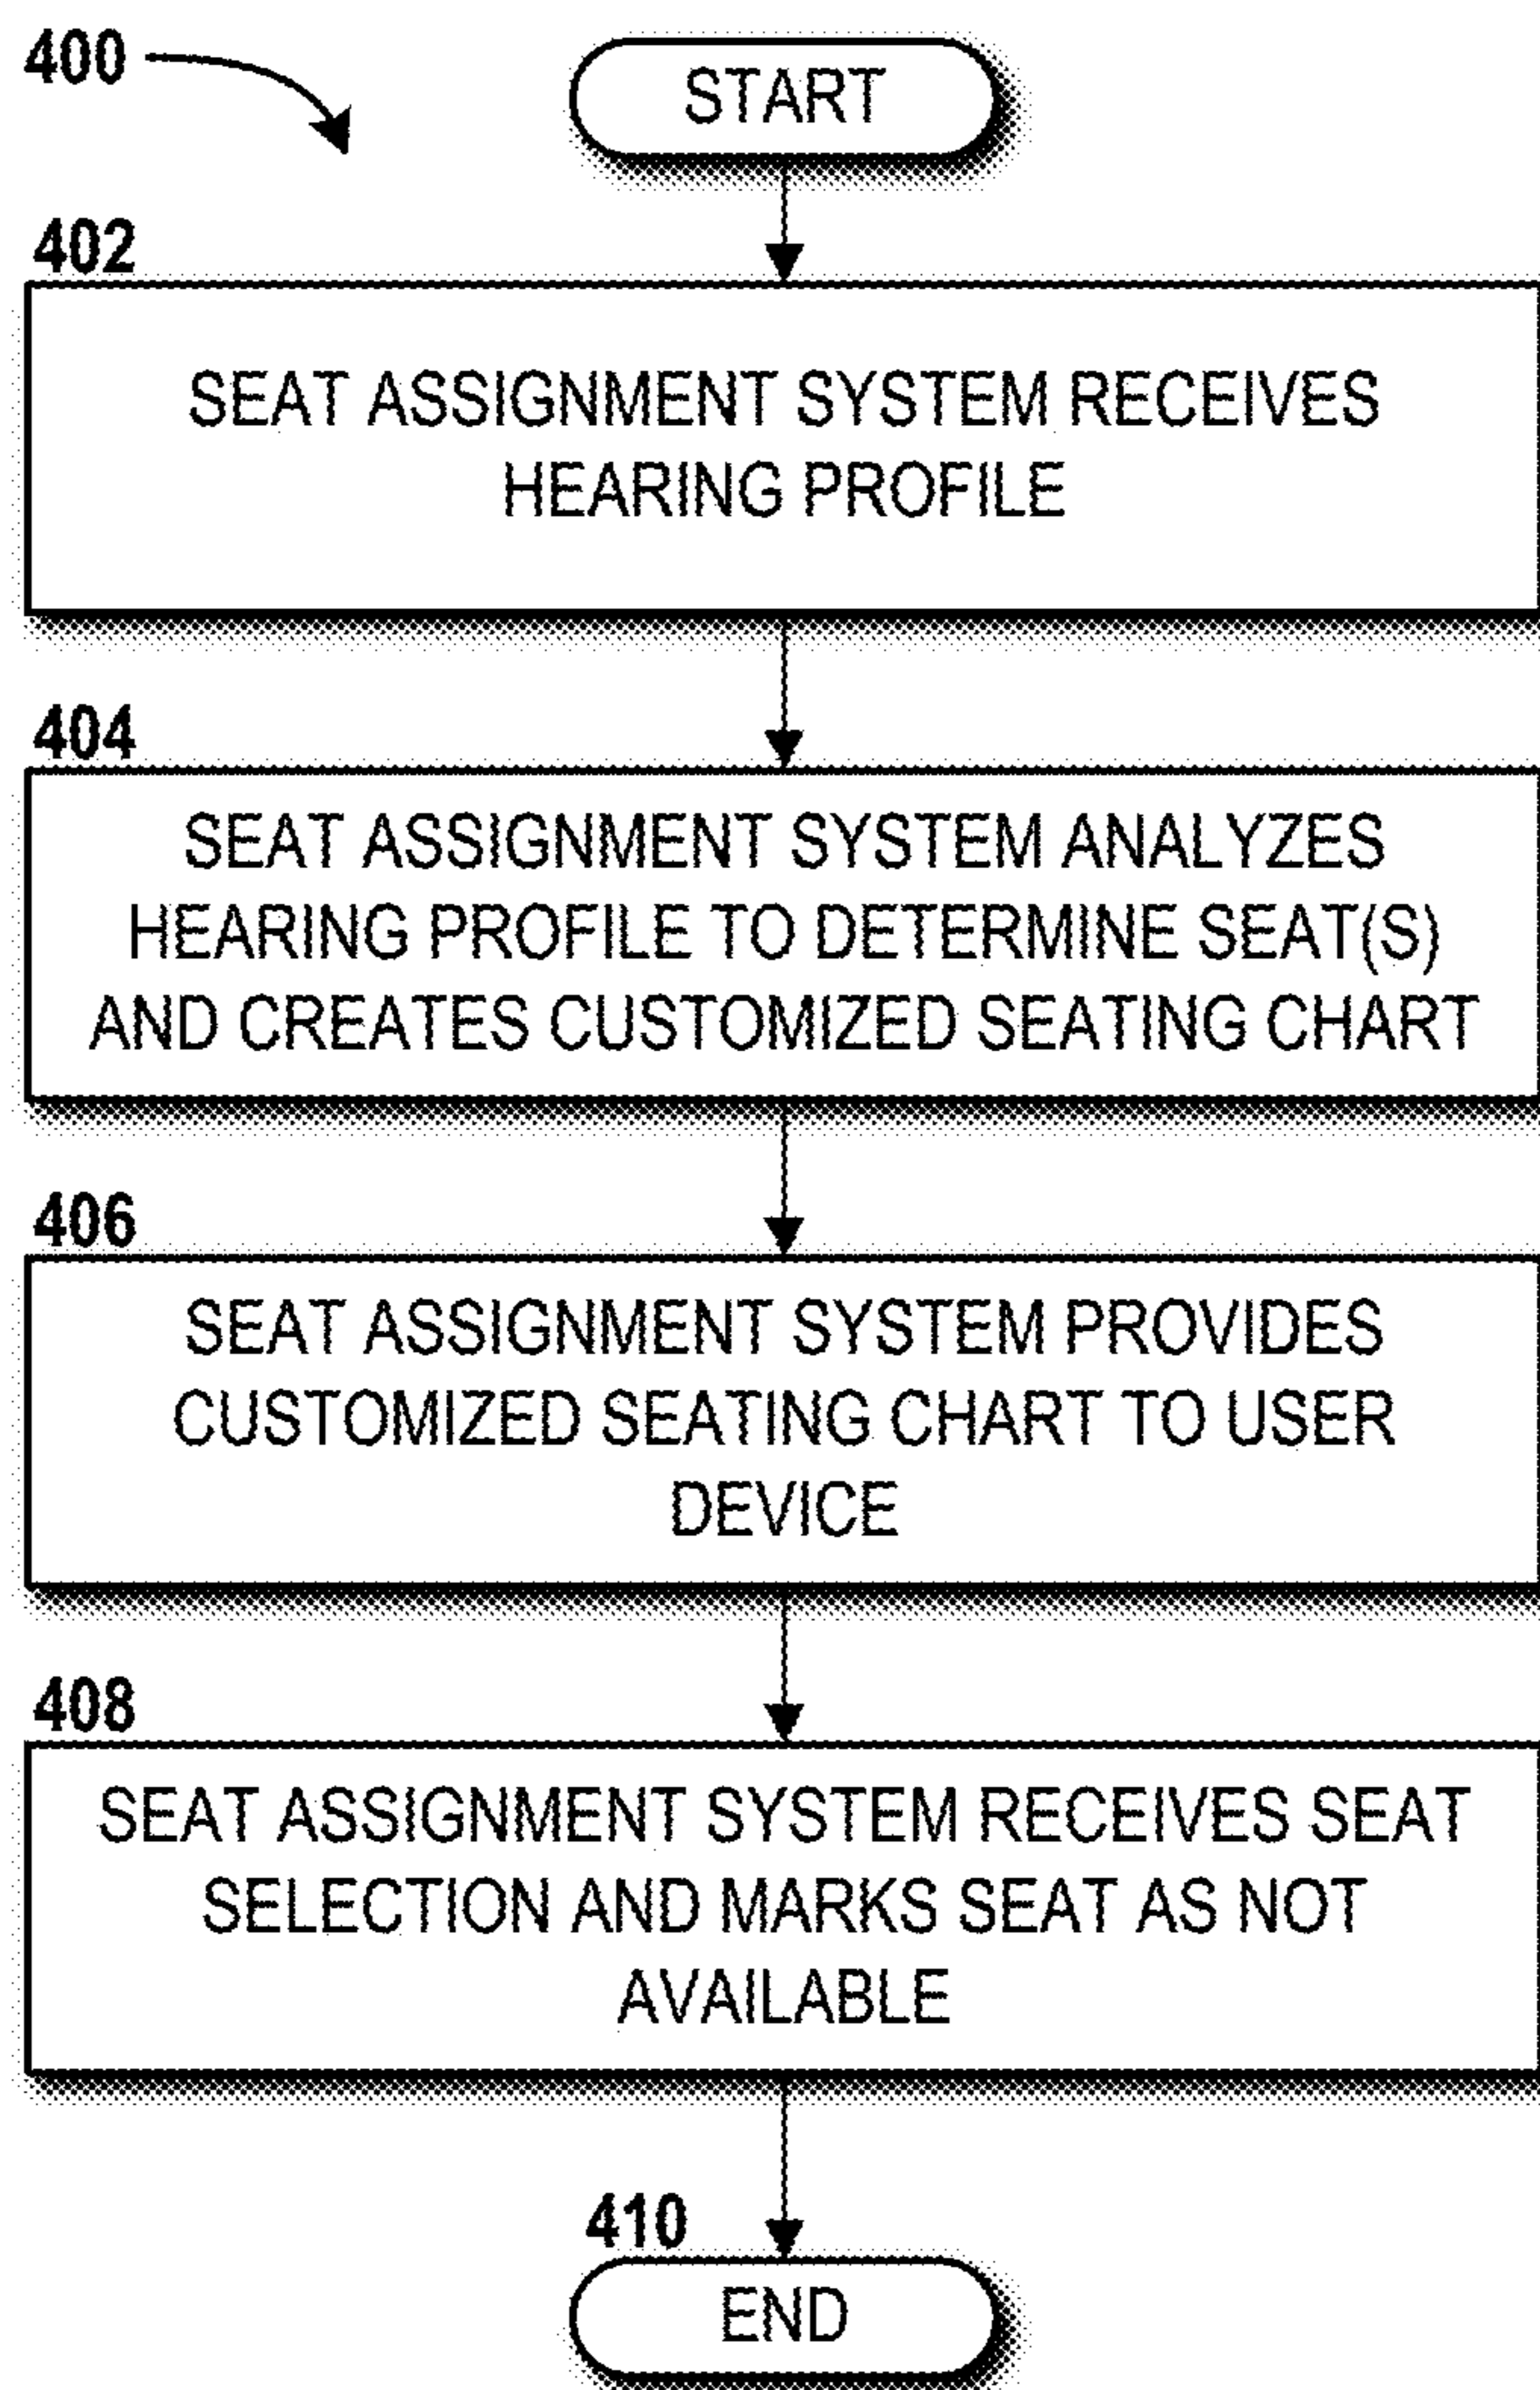 400
START
402
SEAT ASSIGNMENT SYSTEM RECEIVES
HEARING PROFILE
404
SEAT ASSIGNMENT SYSTEM ANALYZES
HEARING PROFILE TO DETERMINE SEAT(S)
AND CREATES CUSTOMIZED SEATING CHART
406
SEAT ASSIGNMENT SYSTEM PROVIDES
CUSTOMIZED SEATING CHART TO USER
DEVICE
408
SEAT ASSIGNMENT SYSTEM RECEIVES SEAT
SELECTION AND MARKS SEAT AS NOT
AVAILABLE
410
END